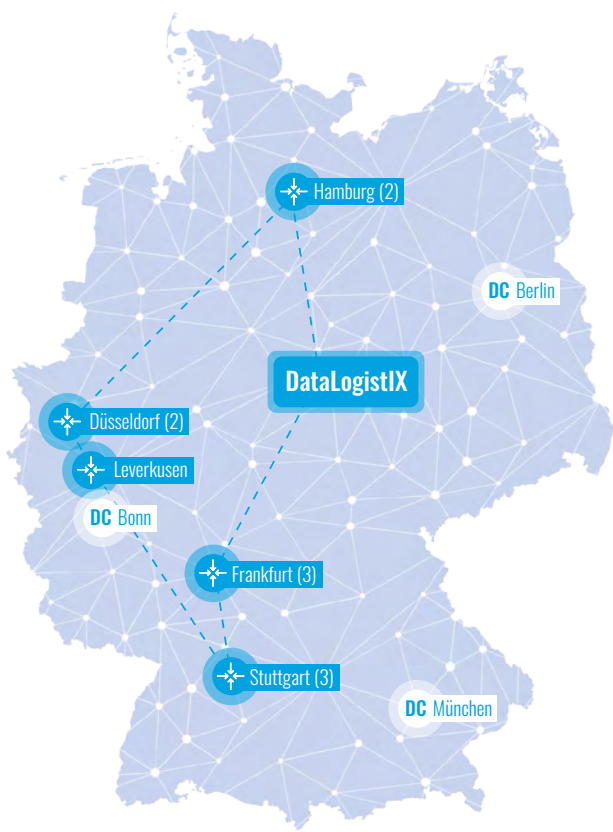 Hamburg (2)
DC Berlin
DataLogistIX
Düsseldorf (2)
Leverkusen
DC Bonn
Frankfurt (3)
Stuttgart (3)
DC München